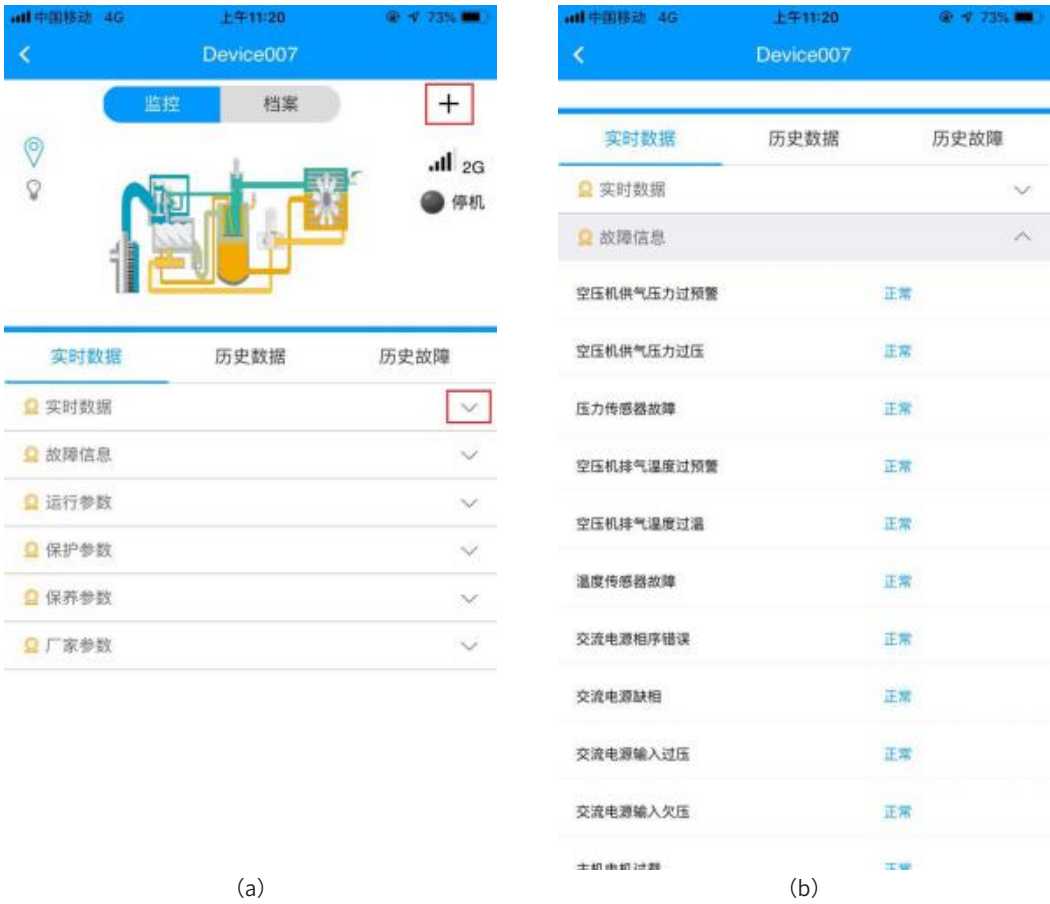 中国移动 4G 上午11:20 73%
Device007
监控 档案 +
2G
停机
实时数据 历史数据 历史故障
实时数据
故障信息
运行参数
保护参数
保养参数
厂家参数
(a)
中国移动 4G 上午11:20 73%
Device007
实时数据 历史数据 历史故障
实时数据
故障信息
空压机供气压力过预警 正常
空压机供气压力过压 正常
压力传感器故障 正常
空压机排气温度过预警 正常
空压机排气温度过温 正常
温度传感器故障 正常
交流电源相序错误 正常
交流电源缺相 正常
交流电源输入过压 正常
交流电源输入欠压 正常
主机电机过载 正常
(b)